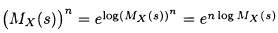 (M_X(s))^n = e^{log(M_X(s))^n} = e^{n log M_X(s)}